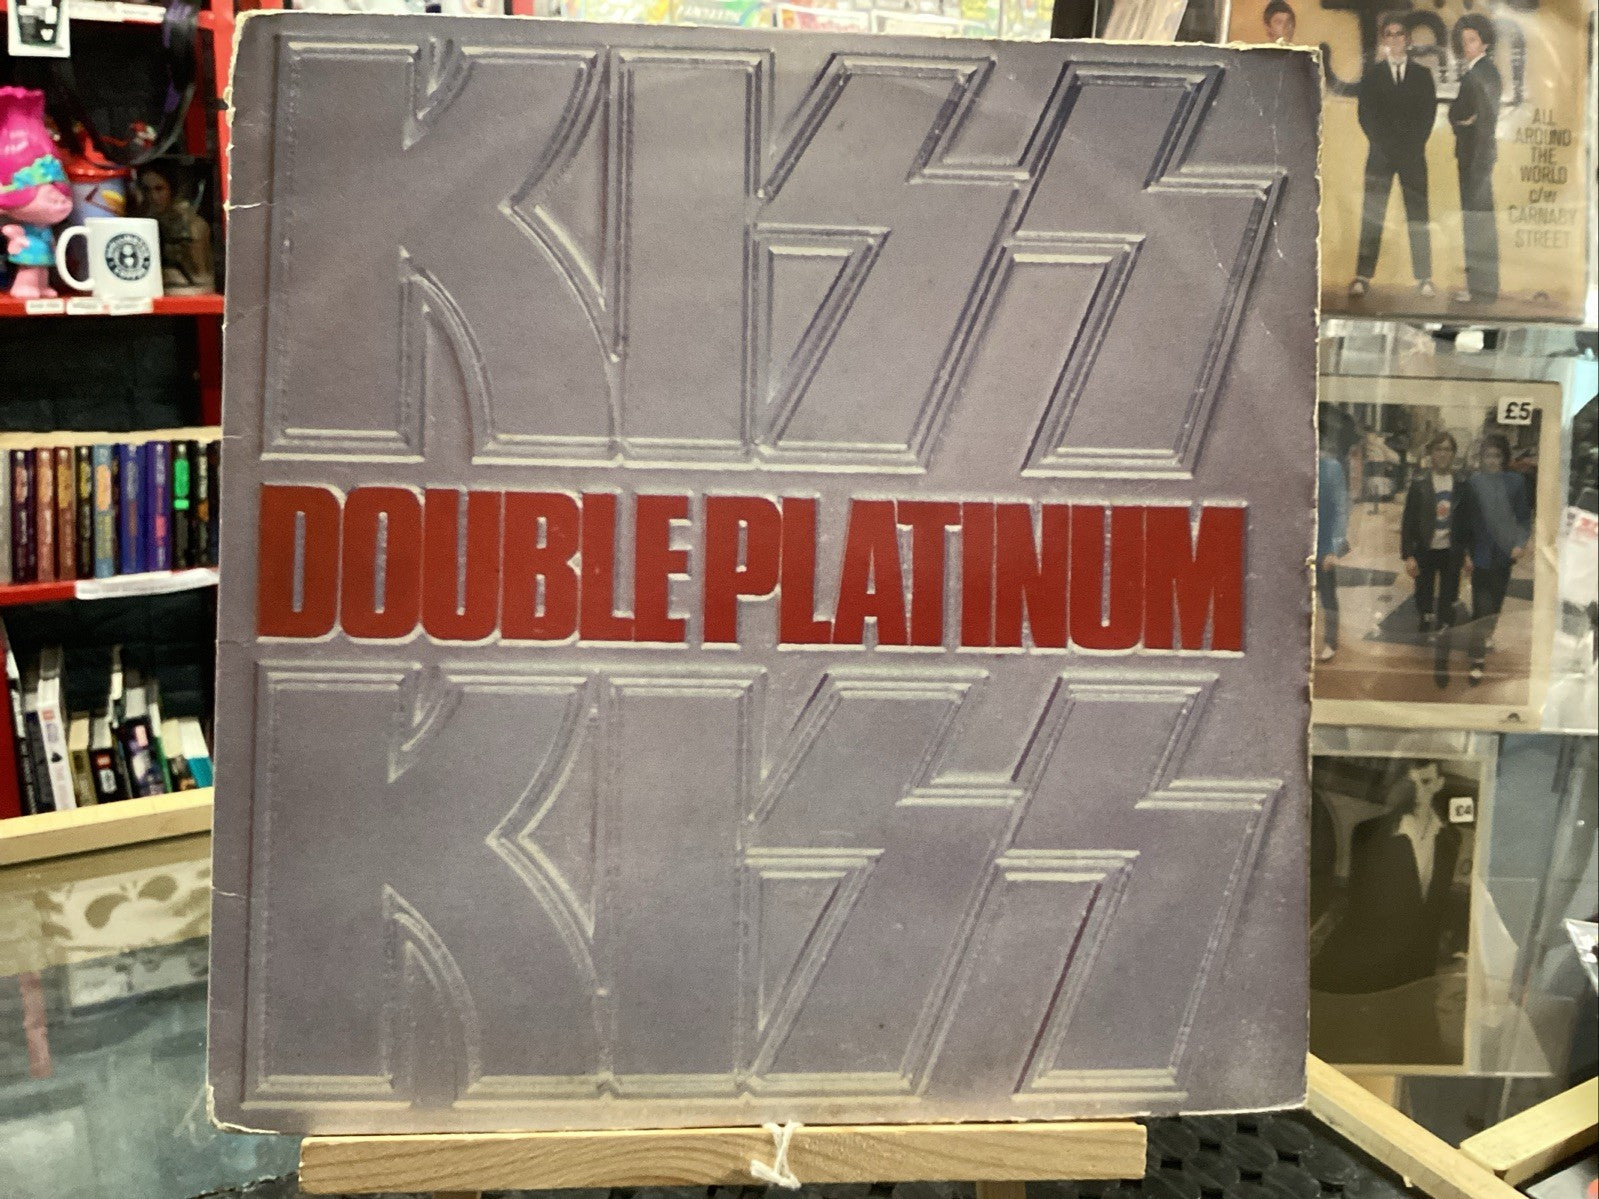 KISS
DOUBLE PLATINUM
KISS
ALL
AROUND
THE
WORLD
c/w
CARNABY
STREET
£5
£4